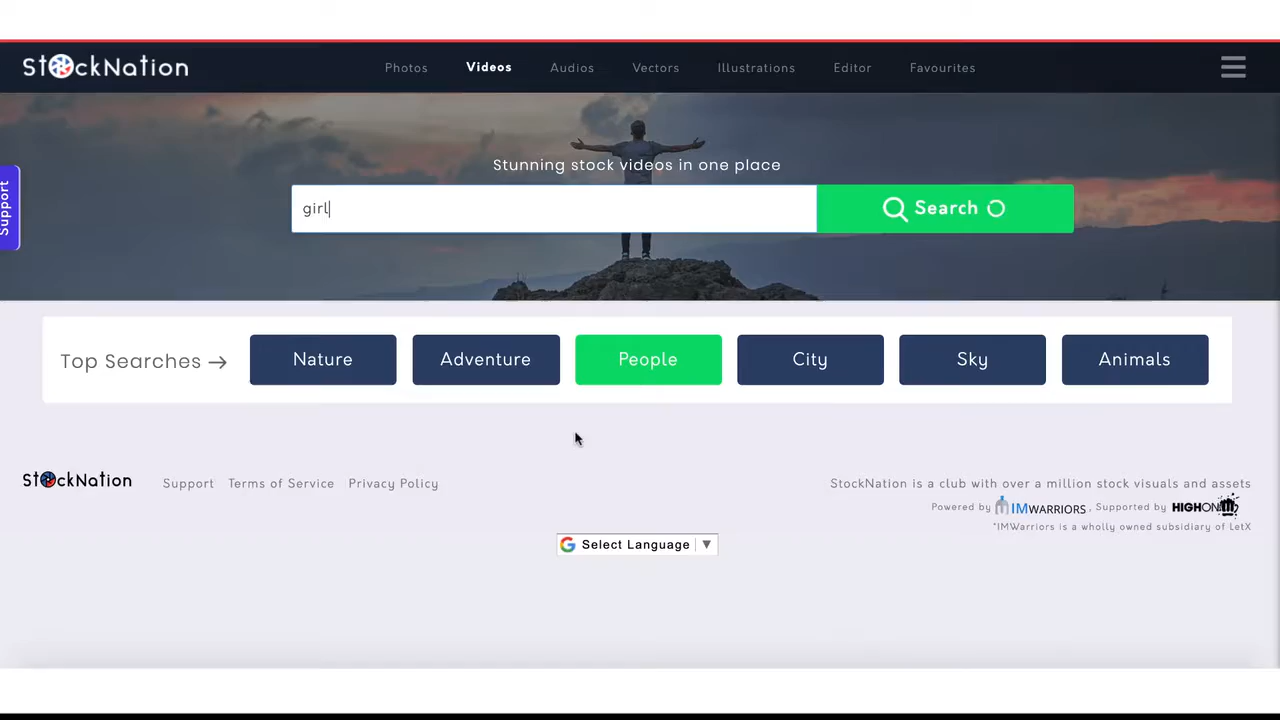 StockNation
Photos
Videos
Audios
Vectors
Illustrations
Editor
Favourites
Support
Stunning stock videos in one place
girl
Search
Top Searches →
Nature
Adventure
People
City
Sky
Animals
StockNation
Support
Terms of Service
Privacy Policy
StockNation is a club with over a million stock visuals and assets
Powered by IMWARRIORS, Supported by HIGHON
*IMWarriors is a wholly owned subsidiary of LetX
G Select Language ▼